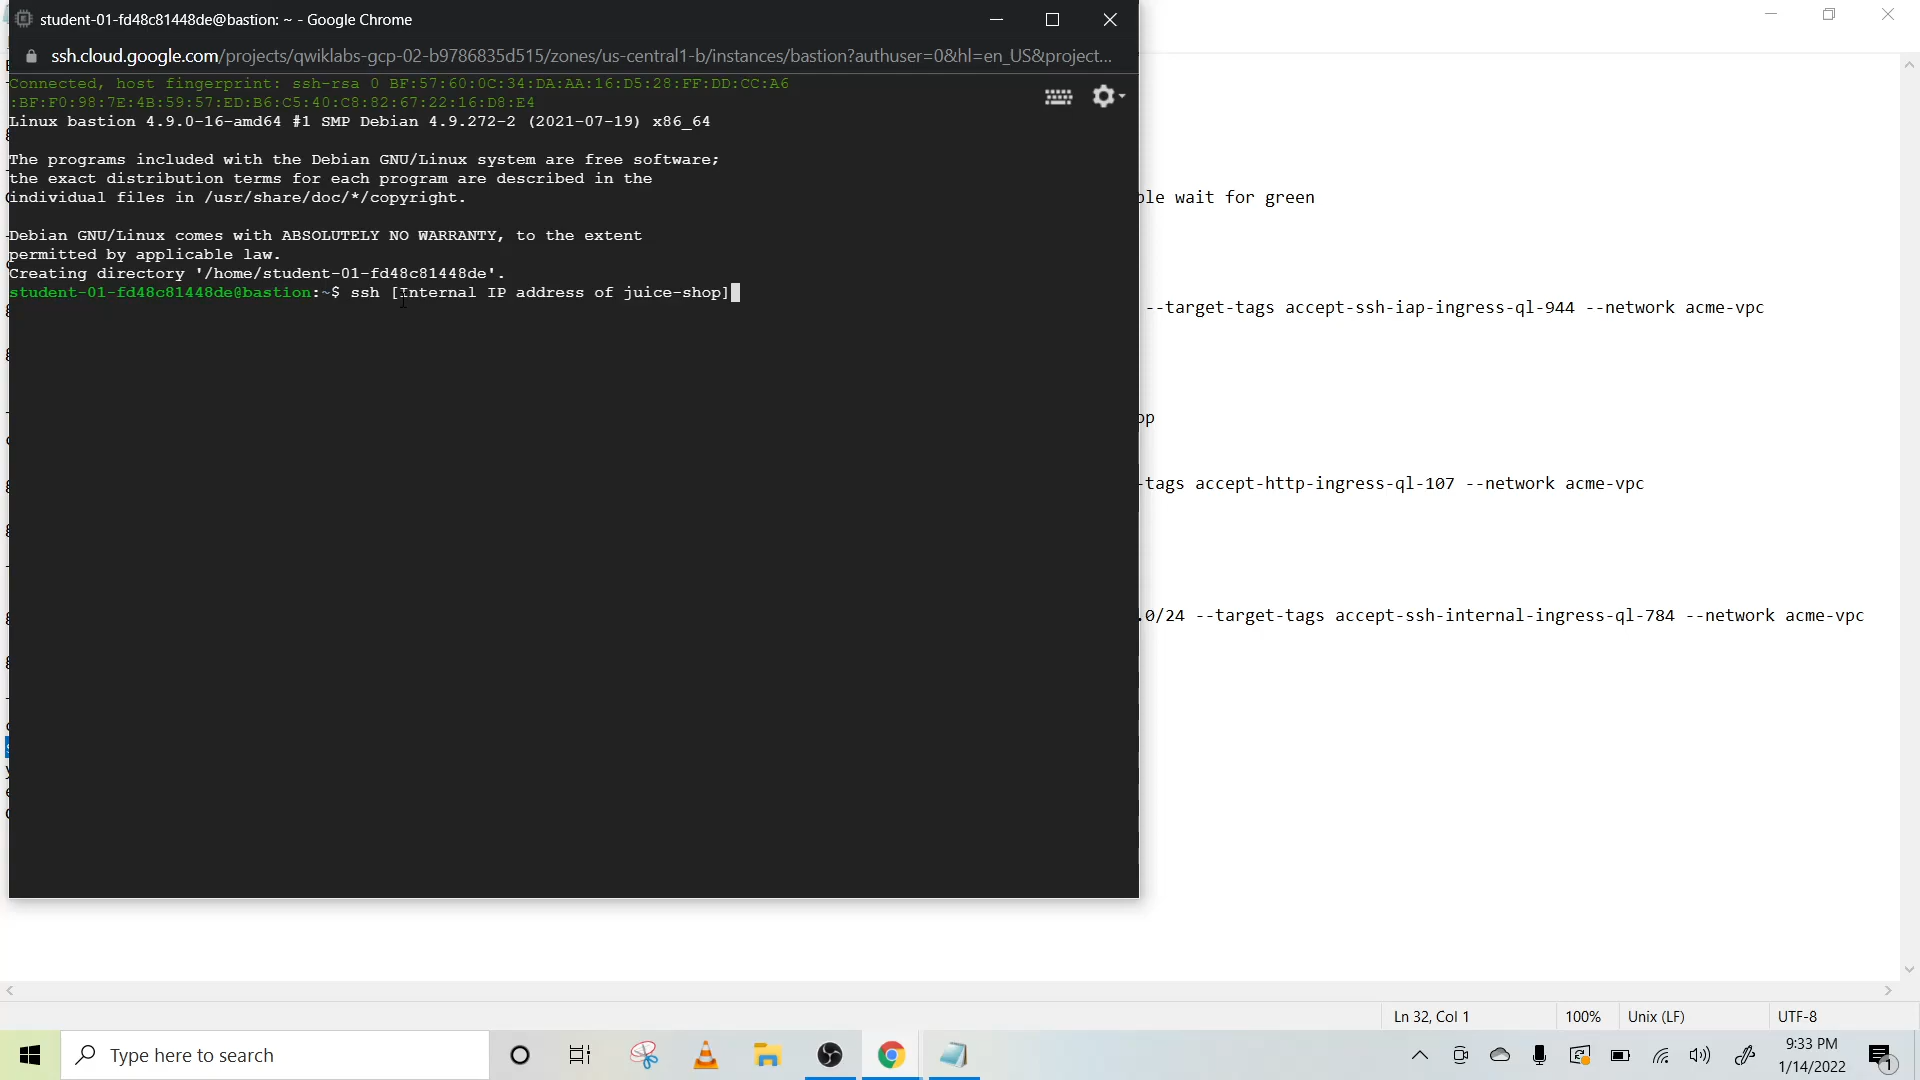 student-01-fd48c81448de@bastion: ~ - Google Chrome
ssh.cloud.google.com/projects/qwiklabs-gcp-02-b9786835d515/zones/us-central1-b/instances/bastion?authuser=0&hl=en_US&project...
Connected, host fingerprint: ssh-rsa 0 BF:57:60:0C:34:DA:AA:16:D5:28:FF:DD:CC:A6
:BF:F0:98:7E:4B:59:57:ED:B6:C5:40:C8:82:67:22:16:D8:E4
Linux bastion 4.9.0-16-amd64 #1 SMP Debian 4.9.272-2 (2021-07-19) x86_64
The programs included with the Debian GNU/Linux system are free software;
the exact distribution terms for each program are described in the
individual files in /usr/share/doc/*/copyright.
ble wait for green
Debian GNU/Linux comes with ABSOLUTELY NO WARRANTY, to the extent
permitted by applicable law.
Creating directory '/home/student-01-fd48c81448de'.
student-01-fd48c81448de@bastion:~$ ssh [Internal IP address of juice-shop]
--target-tags accept-ssh-iap-ingress-ql-944 --network acme-vpc
op
-tags accept-http-ingress-ql-107 --network acme-vpc
.0/24 --target-tags accept-ssh-internal-ingress-ql-784 --network acme-vpc
Ln 32, Col 1
100%
Unix (LF)
UTF-8
Type here to search
9:33 PM
1/14/2022
1